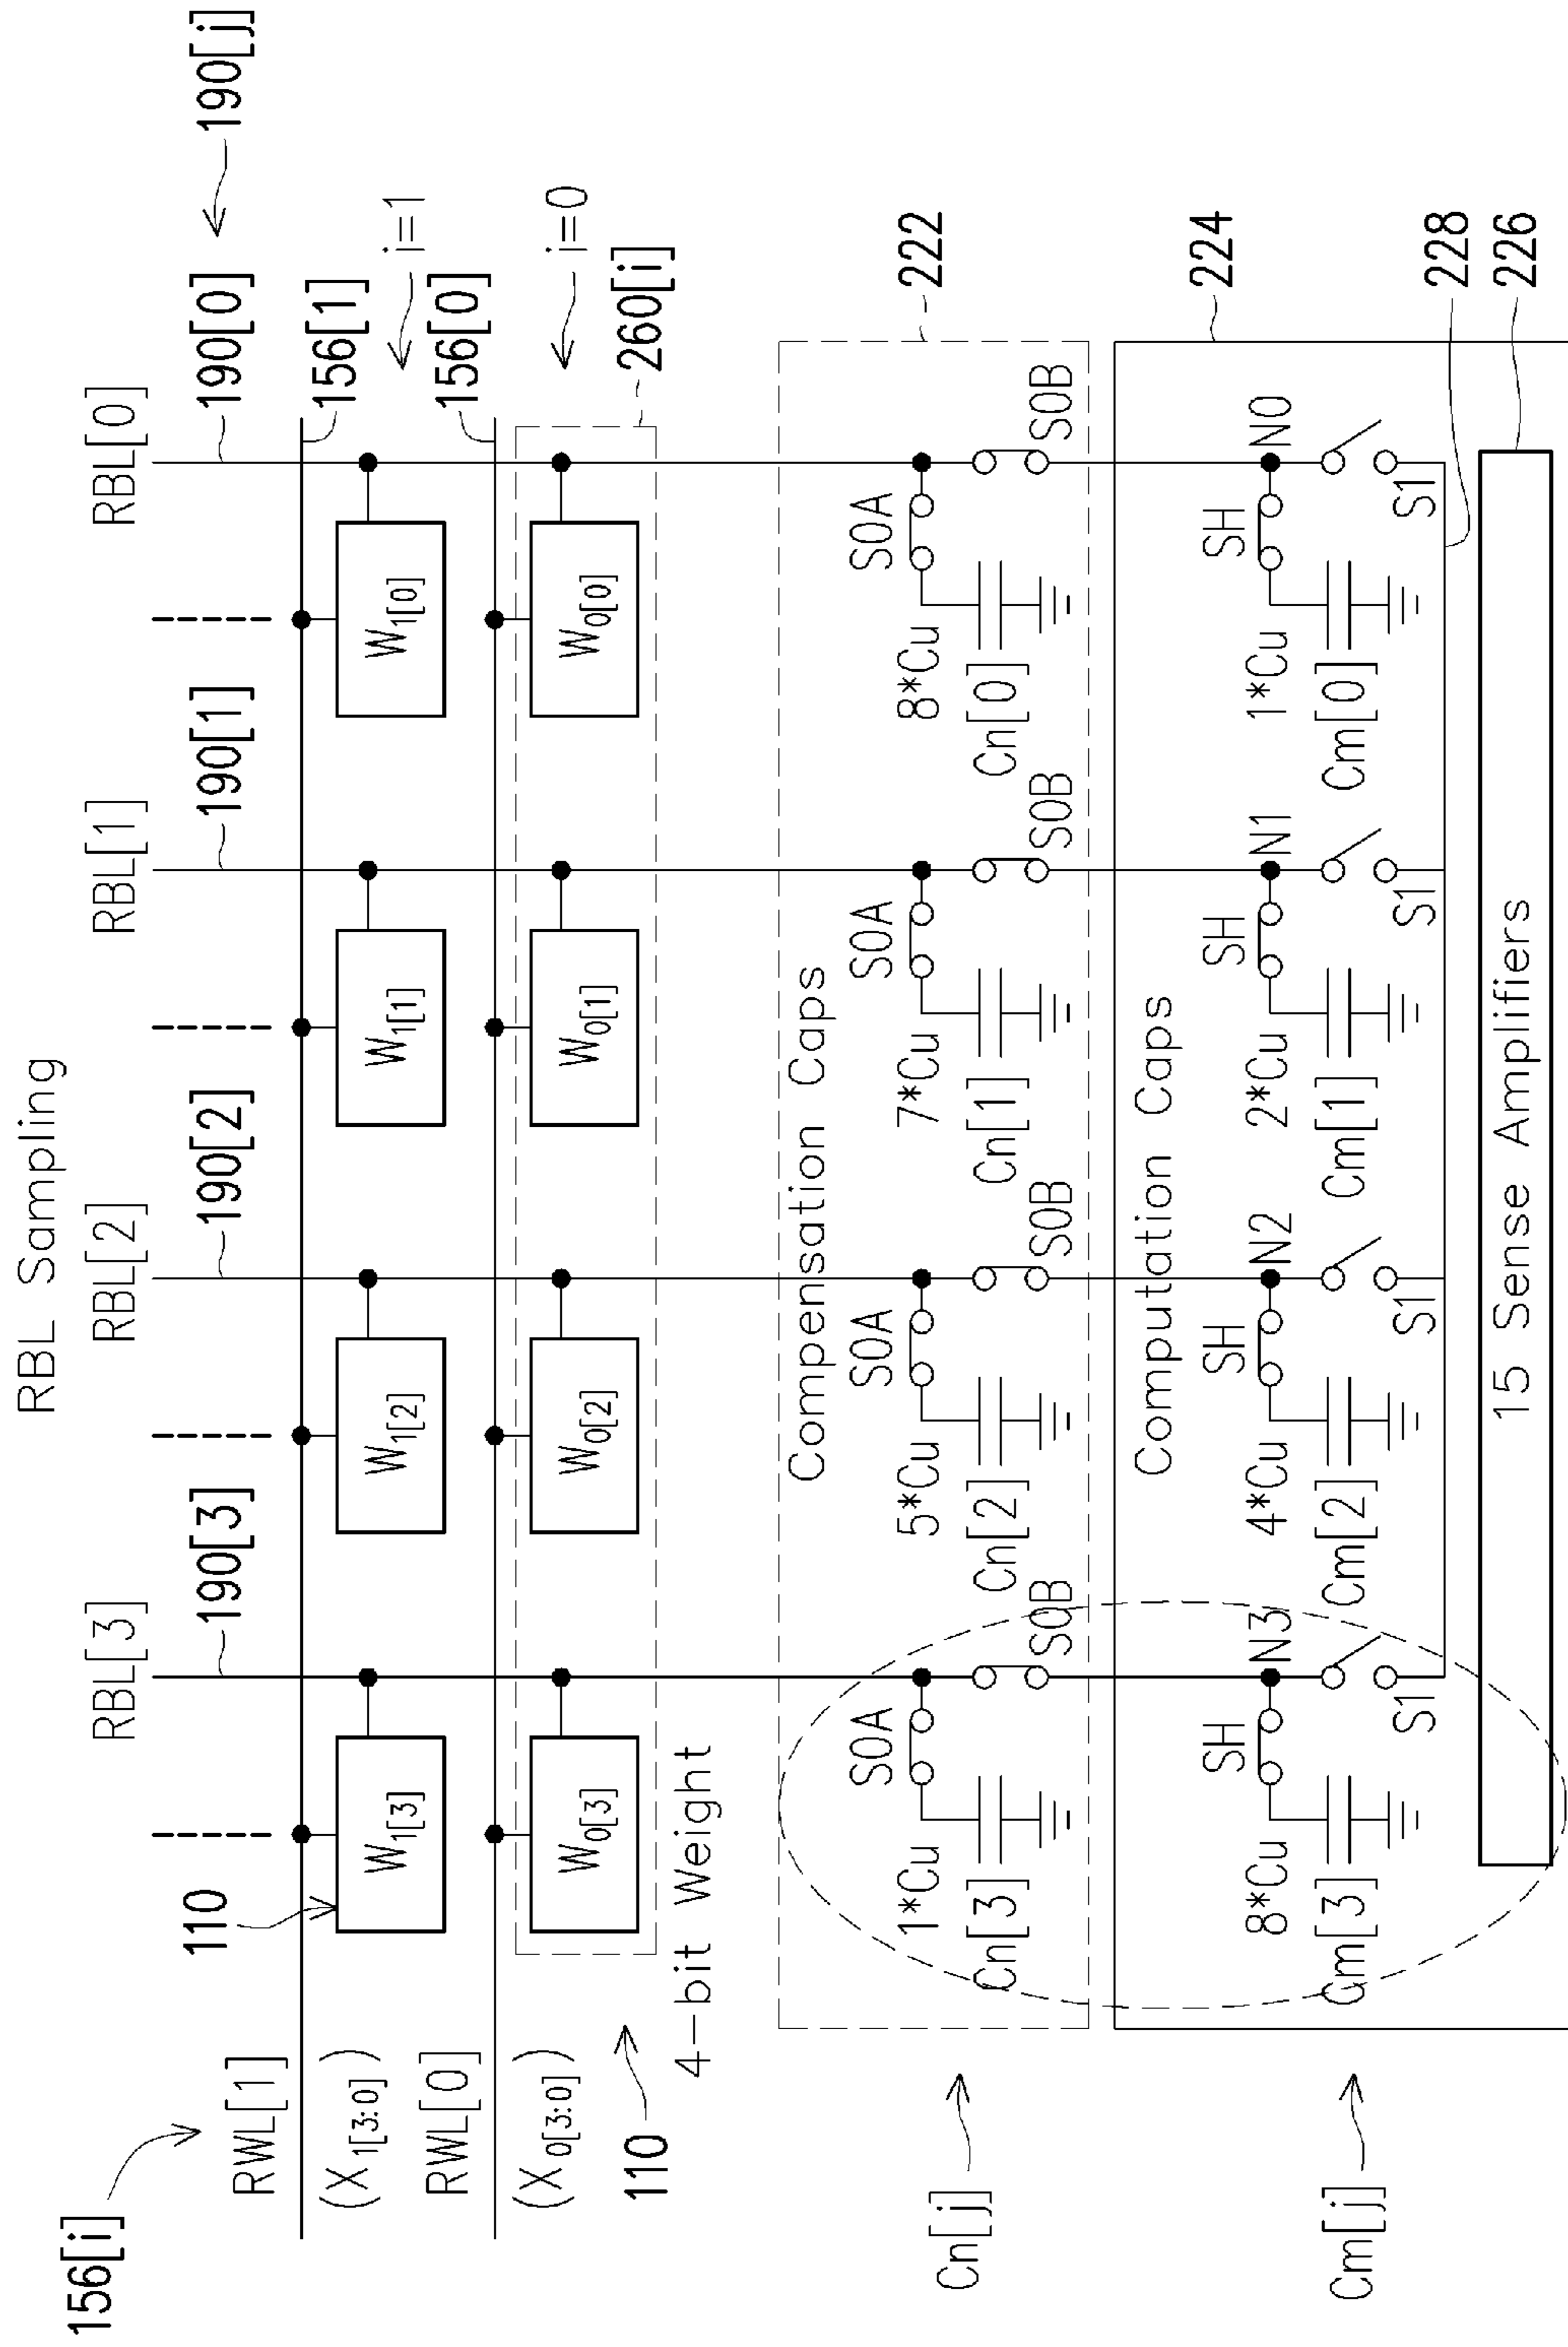 RBL Sampling
RBL[3] RBL[2] RBL[1] RBL[0]
190[3] 190[2] 190[1] 190[0] 190[j]
156[i]
110
RWL[1]
156[1]
(X1[3:0])
W1[3] W1[2] W1[1] W1[0]
i=1
RWL[0]
156[0]
(X0[3:0])
W0[3] W0[2] W0[1] W0[0]
i=0
110
4-bit Weight
260[i]
Compensation Caps
222
S0A S0A S0A S0A
1*Cu 5*Cu 7*Cu 8*Cu
Cn[j]
Cn[3] Cn[2] Cn[1] Cn[0]
S0B S0B S0B S0B
Computation Caps
224
SH SH SH SH
N3 N2 N1 N0
8*Cu 4*Cu 2*Cu 1*Cu
Cm[j]
Cm[3] Cm[2] Cm[1] Cm[0]
S1 S1 S1 S1
228
15 Sense Amplifiers
226